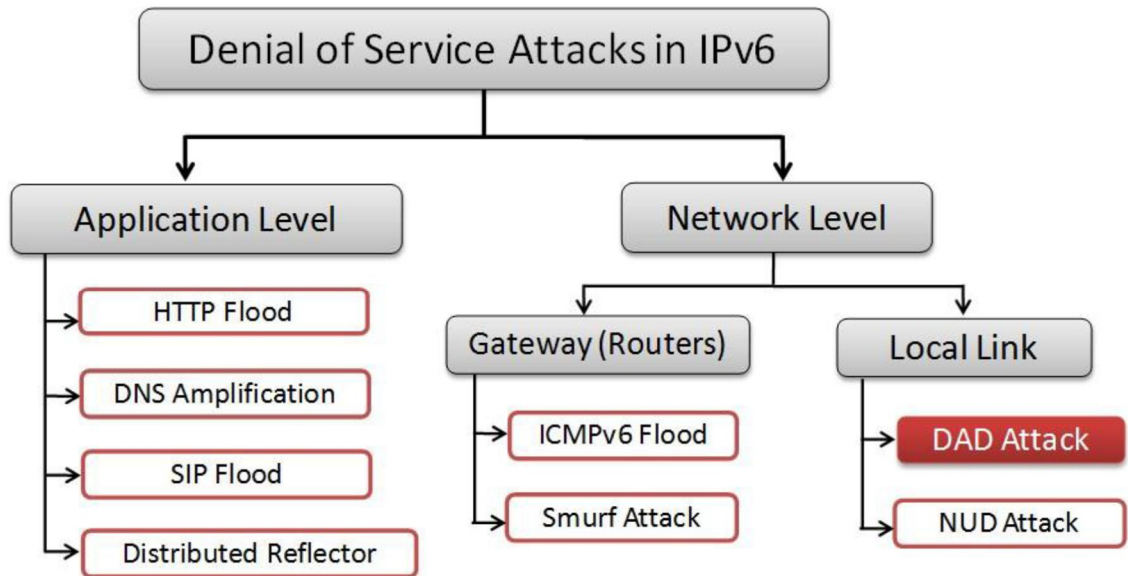 Denial of Service Attacks in IPv6
Application Level
HTTP Flood
DNS Amplification
SIP Flood
Distributed Reflector
Network Level
Gateway (Routers)
ICMPv6 Flood
Smurf Attack
Local Link
DAD Attack
NUD Attack